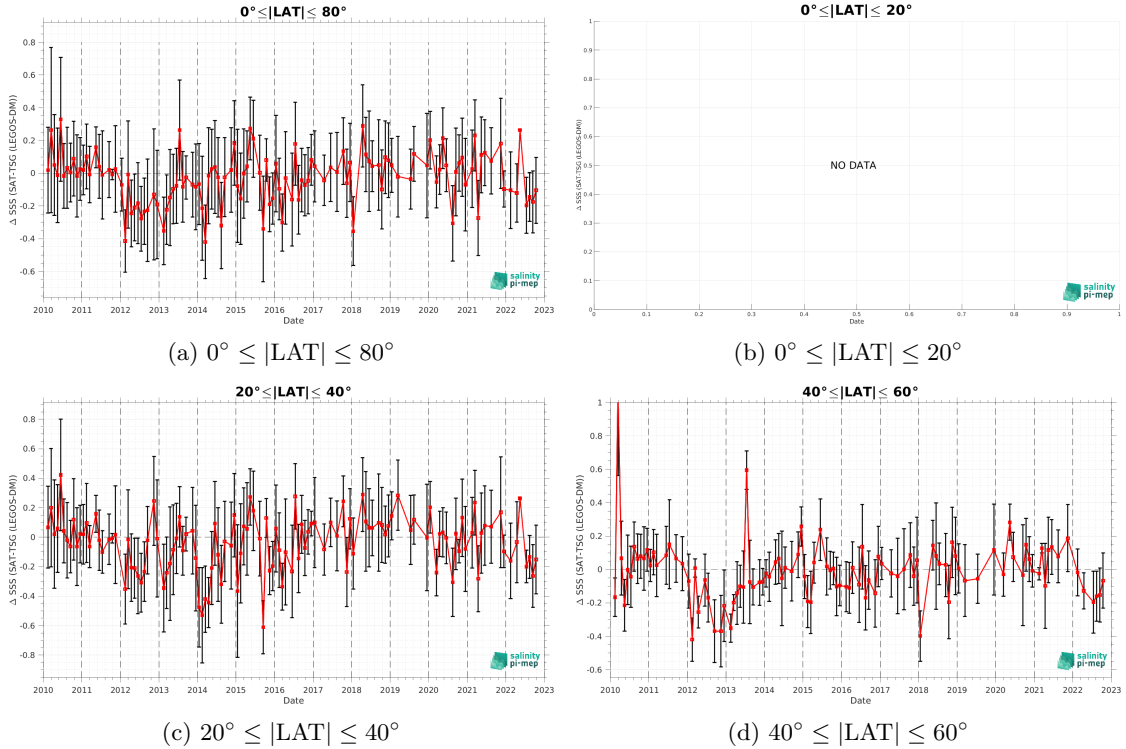 0°≤|LAT|≤ 80°
Δ SSS (SAT-TSG (LEGOS-DM))
0.8
0.6
0.4
0.2
0
-0.2
-0.4
-0.6
2010 2011 2012 2013 2014 2015 2016 2017 2018 2019 2020 2021 2022 2023
Date
salinity
pi-mep
(a) 0° ≤ |LAT| ≤ 80°
0°≤|LAT|≤ 20°
Δ SSS (SAT-TSG (LEGOS-DM))
1
0.9
0.8
0.7
0.6
0.5
0.4
0.3
0.2
0.1
0
NO DATA
0 0.1 0.2 0.3 0.4 0.5 0.6 0.7 0.8 0.9 1
Date
salinity
pi-mep
(b) 0° ≤ |LAT| ≤ 20°
20°≤|LAT|≤ 40°
Δ SSS (SAT-TSG (LEGOS-DM))
0.8
0.6
0.4
0.2
0
-0.2
-0.4
-0.6
-0.8
2010 2011 2012 2013 2014 2015 2016 2017 2018 2019 2020 2021 2022 2023
Date
salinity
pi-mep
(c) 20° ≤ |LAT| ≤ 40°
40°≤|LAT|≤ 60°
Δ SSS (SAT-TSG (LEGOS-DM))
1
0.8
0.6
0.4
0.2
0
-0.2
-0.4
-0.6
2010 2011 2012 2013 2014 2015 2016 2017 2018 2019 2020 2021 2022 2023
Date
salinity
pi-mep
(d) 40° ≤ |LAT| ≤ 60°